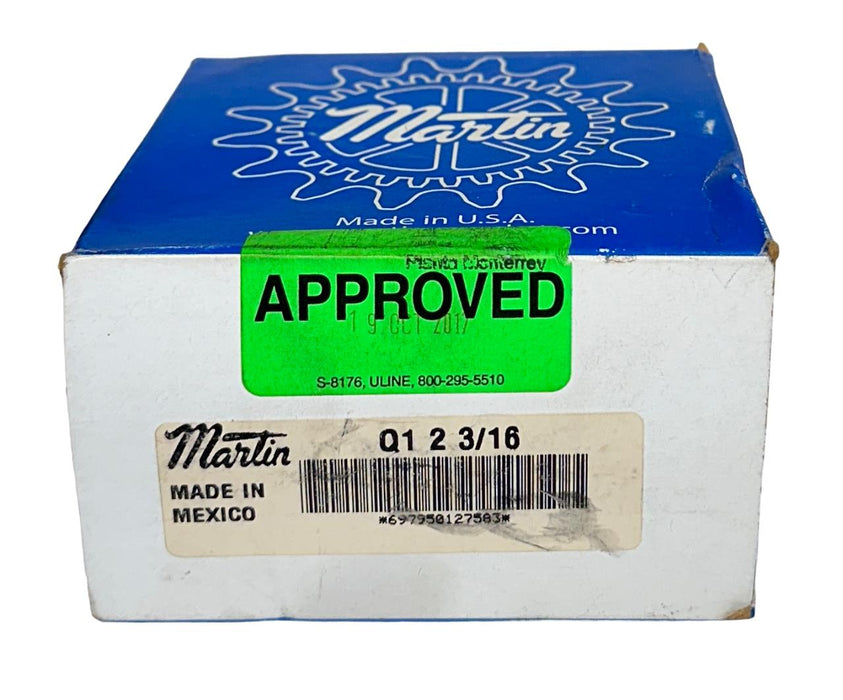 Martin
Made in U.S.A.
.com
Planta Monterrey
APPROVED
19 OCT 2017
S-8176, ULINE, 800-295-5510
Martin
Q1 2 3/16
MADE IN
MEXICO
*697950127583*